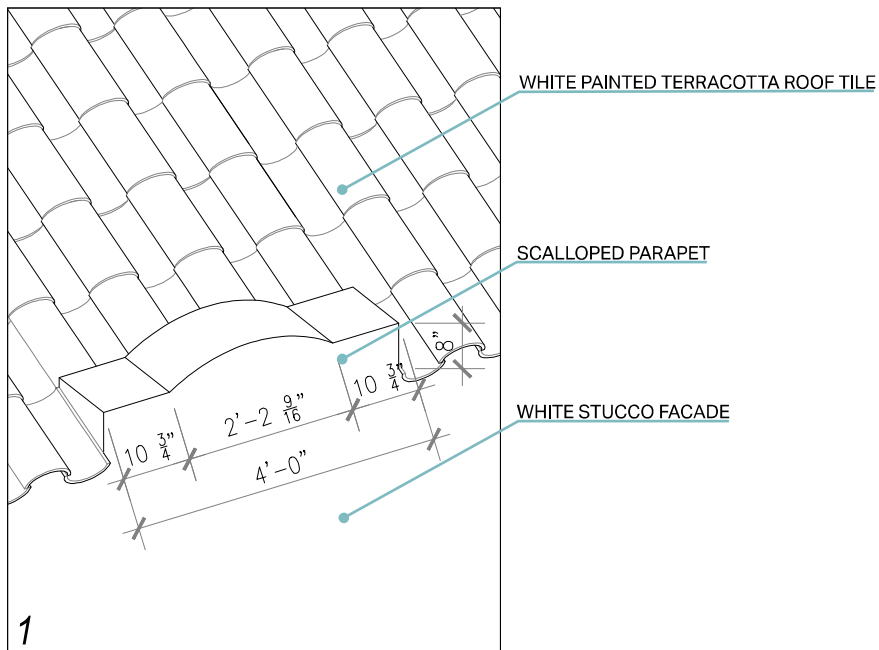 WHITE PAINTED TERRACOTTA ROOF TILE
SCALLOPED PARAPET
8"
10 3/4"
2'-2 9/16"
10 3/4"
4'-0"
WHITE STUCCO FACADE
1